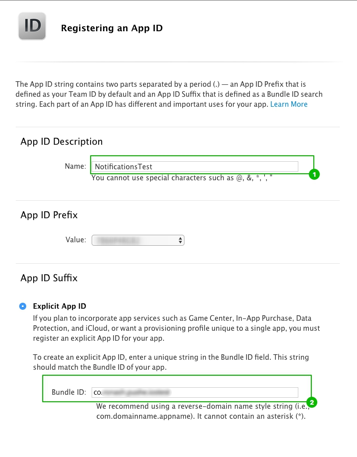 ID
Registering an App ID
The App ID string contains two parts separated by a period (.) — an App ID Prefix that is
defined as your Team ID by default and an App ID Suffix that is defined as a Bundle ID search
string. Each part of an App ID has different and important uses for your app. Learn More
App ID Description
Name: NotificationsTest
1
You cannot use special characters such as @, &, *, ', "
App ID Prefix
Value:
App ID Suffix
Explicit App ID
If you plan to incorporate app services such as Game Center, In-App Purchase, Data
Protection, and iCloud, or want a provisioning profile unique to a single app, you must
register an explicit App ID for your app.
To create an explicit App ID, enter a unique string in the Bundle ID field. This string
should match the Bundle ID of your app.
Bundle ID: co.
2
We recommend using a reverse-domain name style string (i.e.,
com.domainname.appname). It cannot contain an asterisk (*).